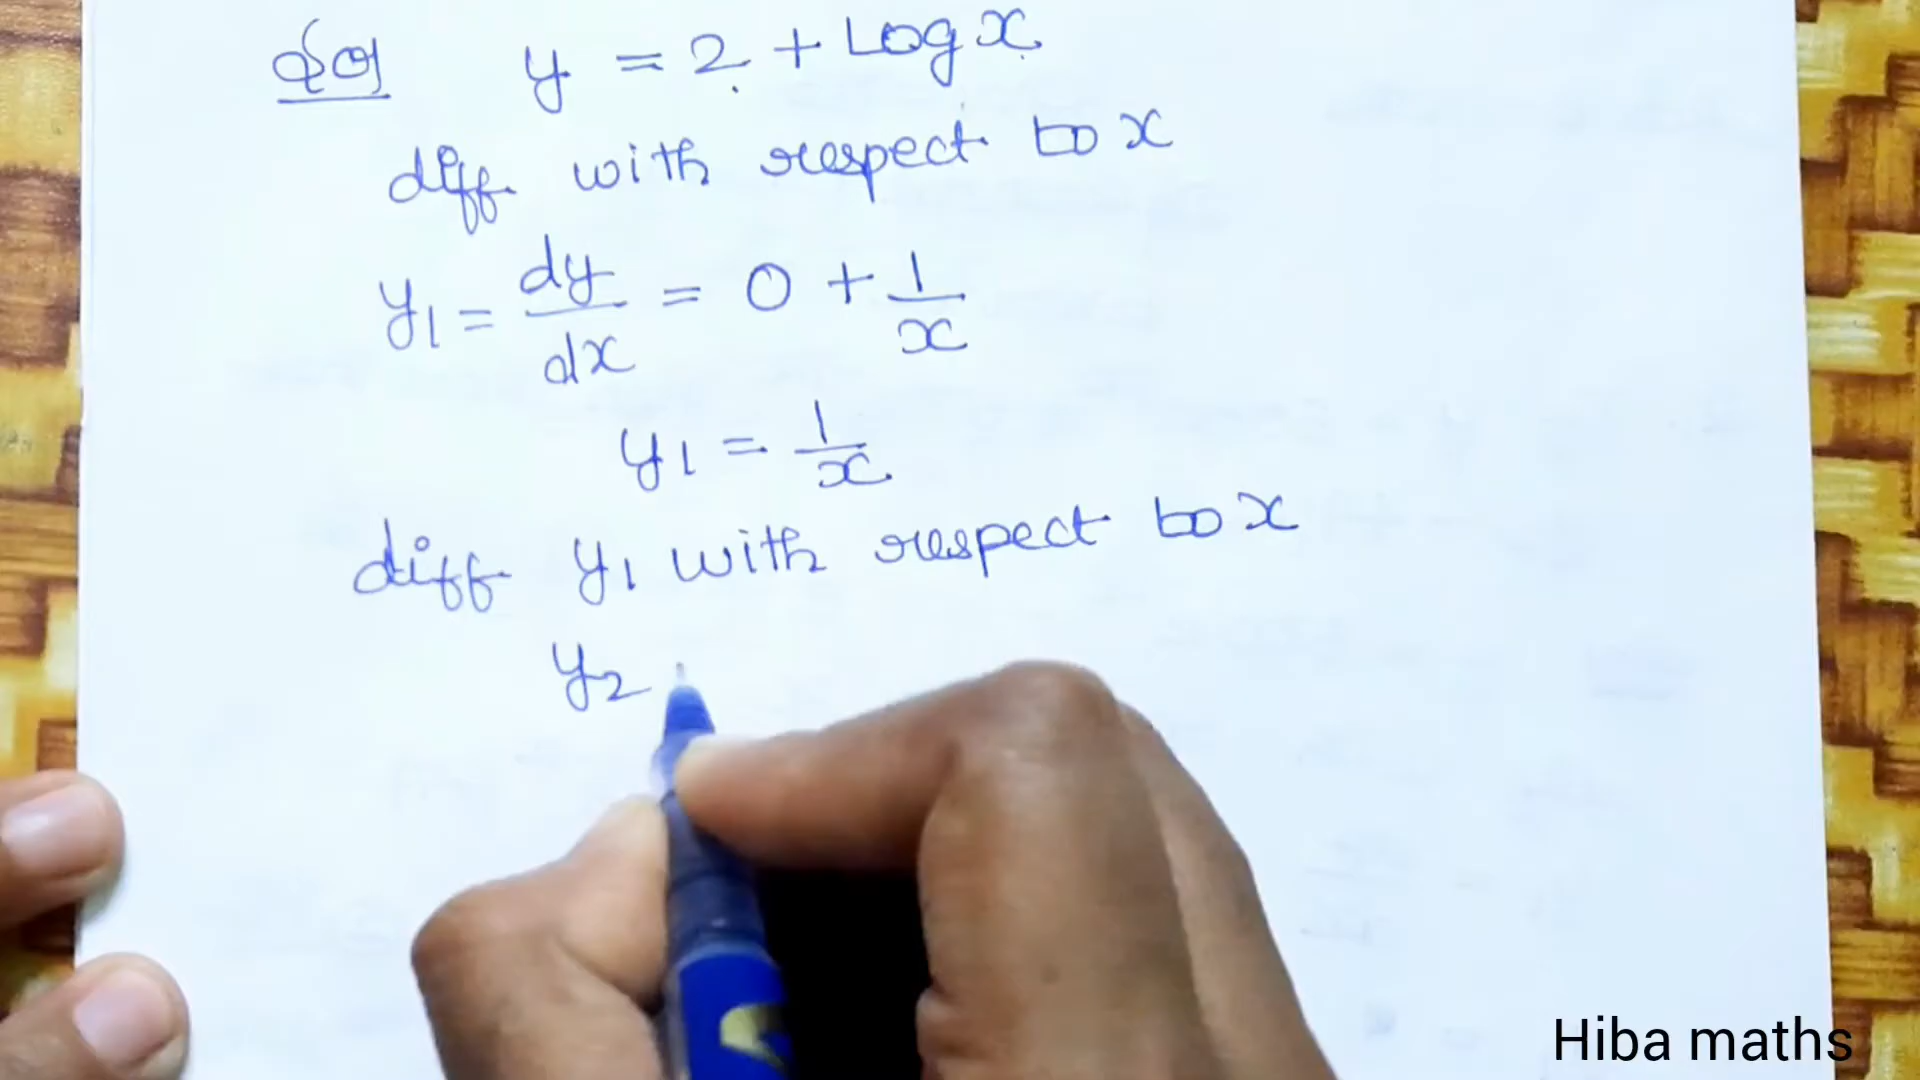 Sol y = 2 + Log x
diff with respect to x
y₁ = dy/dx = 0 + 1/x
y₁ = 1/x
diff y₁ with respect to x
y₂
Hiba maths